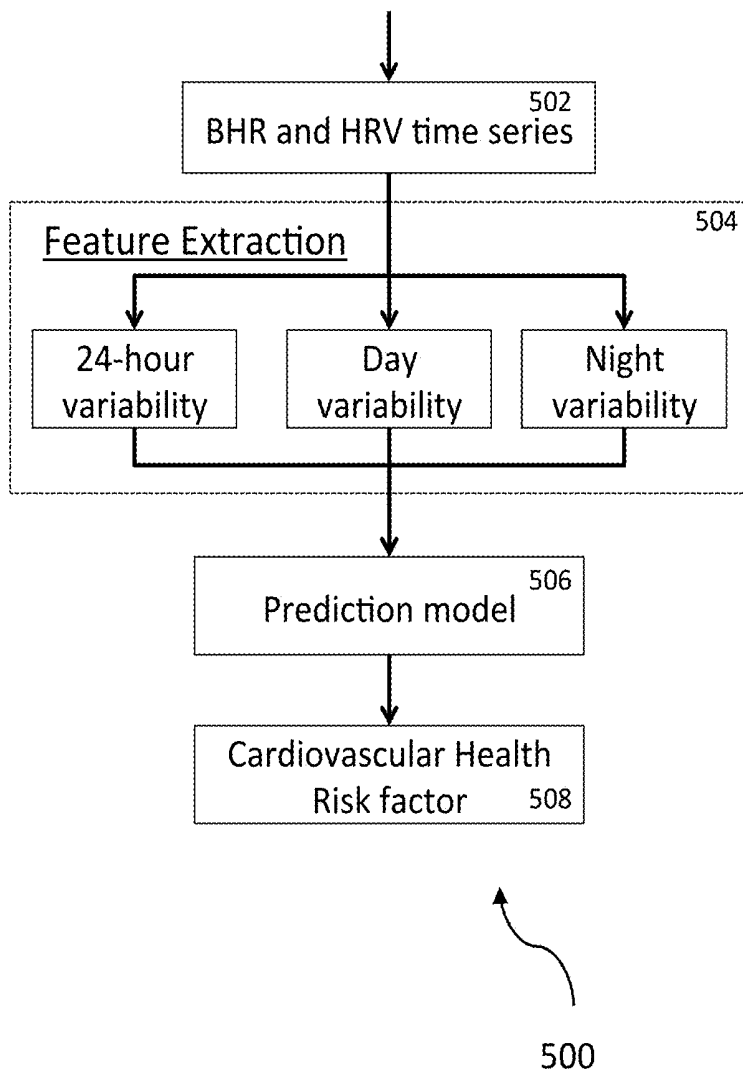 502
BHR and HRV time series
504
Feature Extraction
24-hour
variability
Day
variability
Night
variability
506
Prediction model
Cardiovascular Health
Risk factor
508
500